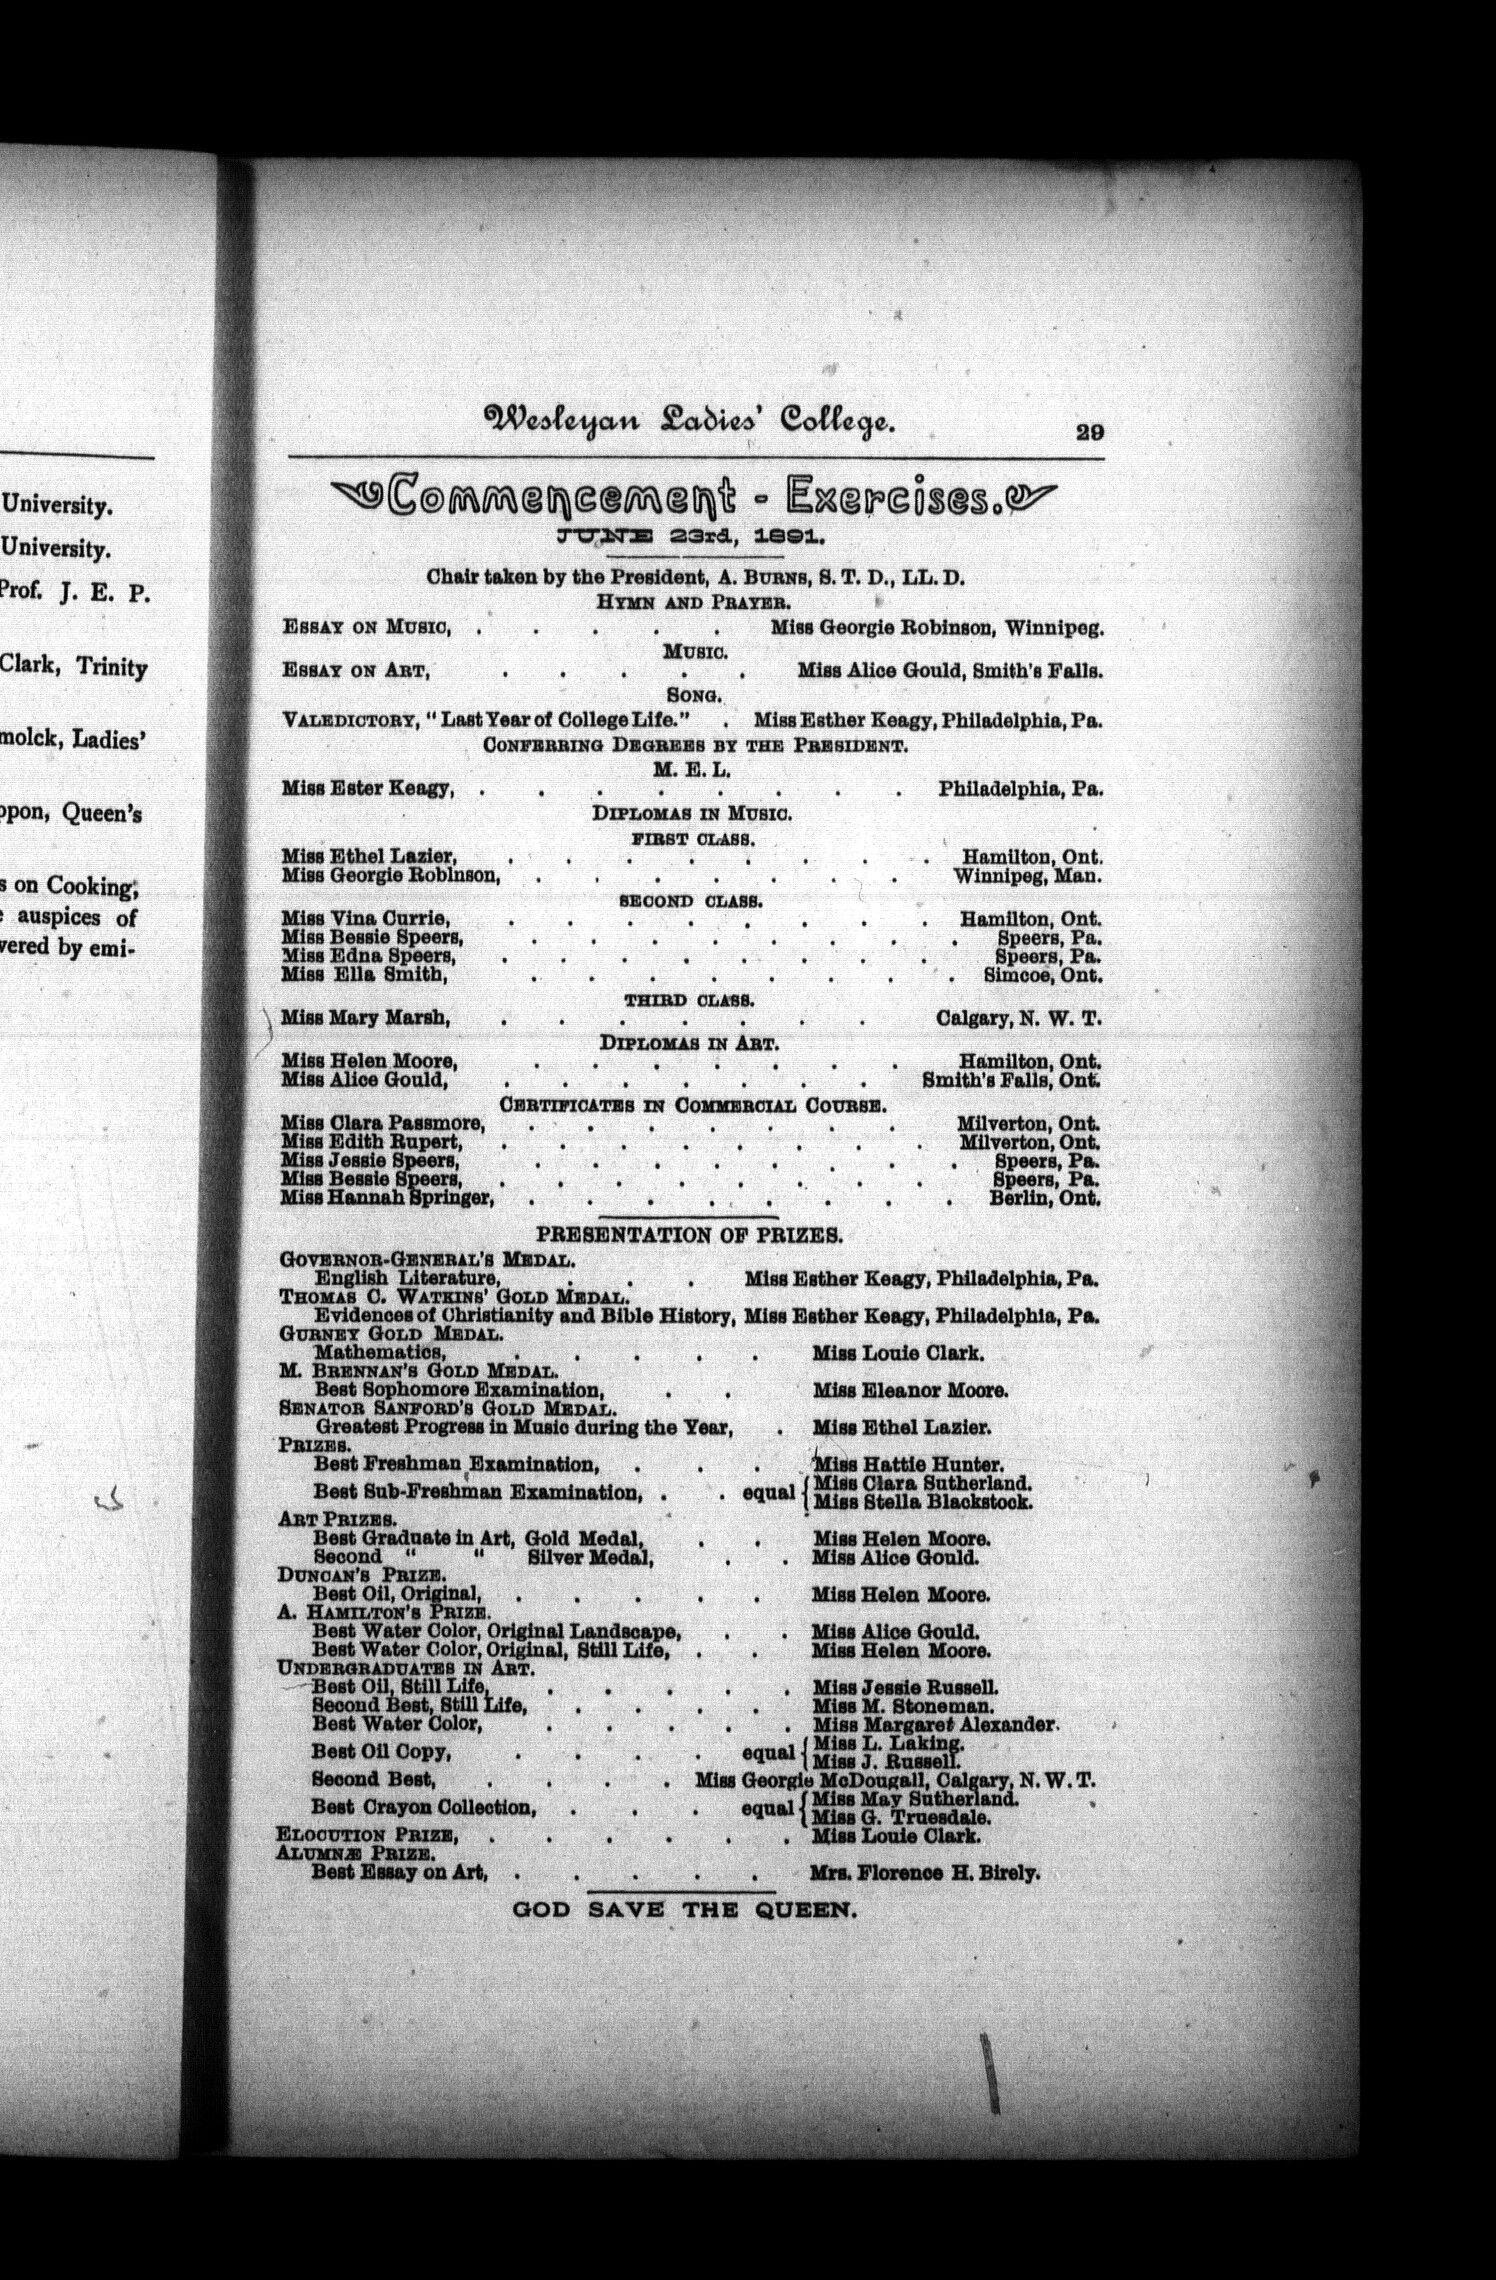 University.
University.
Prof. J. E. P.
Clark, Trinity
molck, Ladies'
ppon, Queen's
s on Cooking,
e auspices of
vered by emi-
Wesleyan Ladies' College. 29
Commencement - Exercises.
JUNE 23rd, 1891.
Chair taken by the President, A. BURNS, S. T. D., LL. D.
HYMN AND PRAYER.
ESSAY ON MUSIC, . . . . . Miss Georgie Robinson, Winnipeg.
MUSIC.
ESSAY ON ART, . . . . . Miss Alice Gould, Smith's Falls.
SONG.
VALEDICTORY, "Last Year of College Life." . Miss Esther Keagy, Philadelphia, Pa.
CONFERRING DEGREES BY THE PRESIDENT.
M. E. L.
Miss Ester Keagy, . . . . . . . . Philadelphia, Pa.
DIPLOMAS IN MUSIC.
FIRST CLASS.
Miss Ethel Lazier, . . . . . . . . Hamilton, Ont.
Miss Georgie Robinson, . . . . . . . Winnipeg, Man.
SECOND CLASS.
Miss Vina Currie, . . . . . . . . Hamilton, Ont.
Miss Bessie Speers, . . . . . . . . Speers, Pa.
Miss Edna Speers, . . . . . . . . Speers, Pa.
Miss Ella Smith, . . . . . . . . Simcoe, Ont.
THIRD CLASS.
Miss Mary Marsh, . . . . . . . Calgary, N. W. T.
DIPLOMAS IN ART.
Miss Helen Moore, . . . . . . . Hamilton, Ont.
Miss Alice Gould, . . . . . . . Smith's Falls, Ont.
CERTIFICATES IN COMMERCIAL COURSE.
Miss Clara Passmore, . . . . . . . Milverton, Ont.
Miss Edith Rupert, . . . . . . . . Milverton, Ont.
Miss Jessie Speers, . . . . . . . . Speers, Pa.
Miss Bessie Speers, . . . . . . . . Speers, Pa.
Miss Hannah Springer, . . . . . . . . Berlin, Ont.
PRESENTATION OF PRIZES.
GOVERNOR-GENERAL'S MEDAL.
English Literature, . . . Miss Esther Keagy, Philadelphia, Pa.
THOMAS C. WATKINS' GOLD MEDAL.
Evidences of Christianity and Bible History, Miss Esther Keagy, Philadelphia, Pa.
GURNEY GOLD MEDAL.
Mathematics, . . . . . Miss Louie Clark.
M. BRENNAN'S GOLD MEDAL.
Best Sophomore Examination, . . Miss Eleanor Moore.
SENATOR SANFORD'S GOLD MEDAL.
Greatest Progress in Music during the Year, . Miss Ethel Lazier.
PRIZES.
Best Freshman Examination, . . . Miss Hattie Hunter.
Best Sub-Freshman Examination, . . equal { Miss Clara Sutherland.
Miss Stella Blackstock.
ART PRIZES.
Best Graduate in Art, Gold Medal, . . Miss Helen Moore.
Second " " Silver Medal, . . Miss Alice Gould.
DUNCAN'S PRIZE.
Best Oil, Original, . . . . . Miss Helen Moore.
A. HAMILTON'S PRIZE.
Best Water Color, Original Landscape, . . Miss Alice Gould.
Best Water Color, Original, Still Life, . . Miss Helen Moore.
UNDERGRADUATES IN ART.
Best Oil, Still Life, . . . . . Miss Jessie Russell.
Second Best, Still Life, . . . . Miss M. Stoneman.
Best Water Color, . . . . . Miss Margaret Alexander.
Best Oil Copy, . . . . equal { Miss L. Laking.
Miss J. Russell.
Second Best, . . . . Miss Georgie McDougall, Calgary, N. W. T.
Best Crayon Collection, . . . equal { Miss May Sutherland.
Miss G. Truesdale.
ELOCUTION PRIZE, . . . . . . Miss Louie Clark.
ALUMNÆ PRIZE.
Best Essay on Art, . . . . . Mrs. Florence H. Birely.
GOD SAVE THE QUEEN.